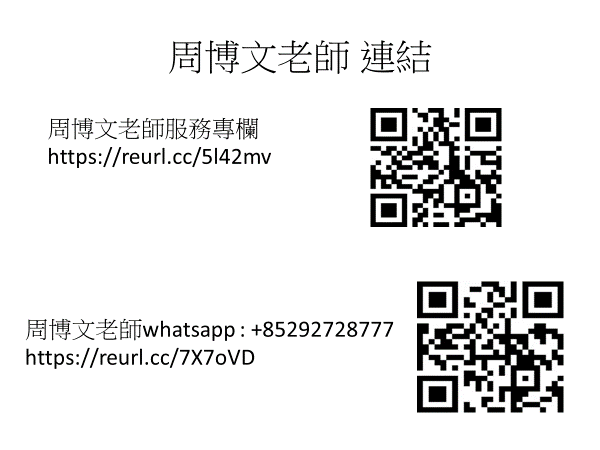 周博文老師 連結
周博文老師服務專欄
https://reurl.cc/5l42mv
周博文老師whatsapp : +85292728777
https://reurl.cc/7X7oVD